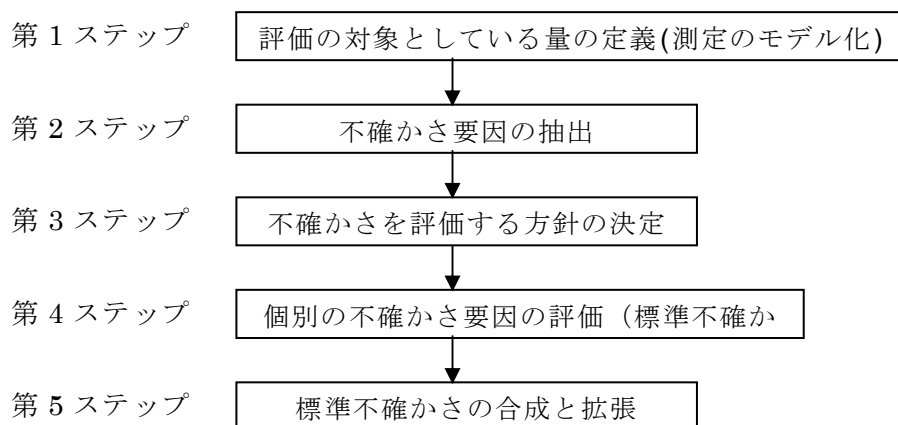 第 1 ステップ 評価の対象としている量の定義(測定のモデル化)
第 2 ステップ 不確かさ要因の抽出
第 3 ステップ 不確かさを評価する方針の決定
第 4 ステップ 個別の不確かさ要因の評価（標準不確か
第 5 ステップ 標準不確かさの合成と拡張